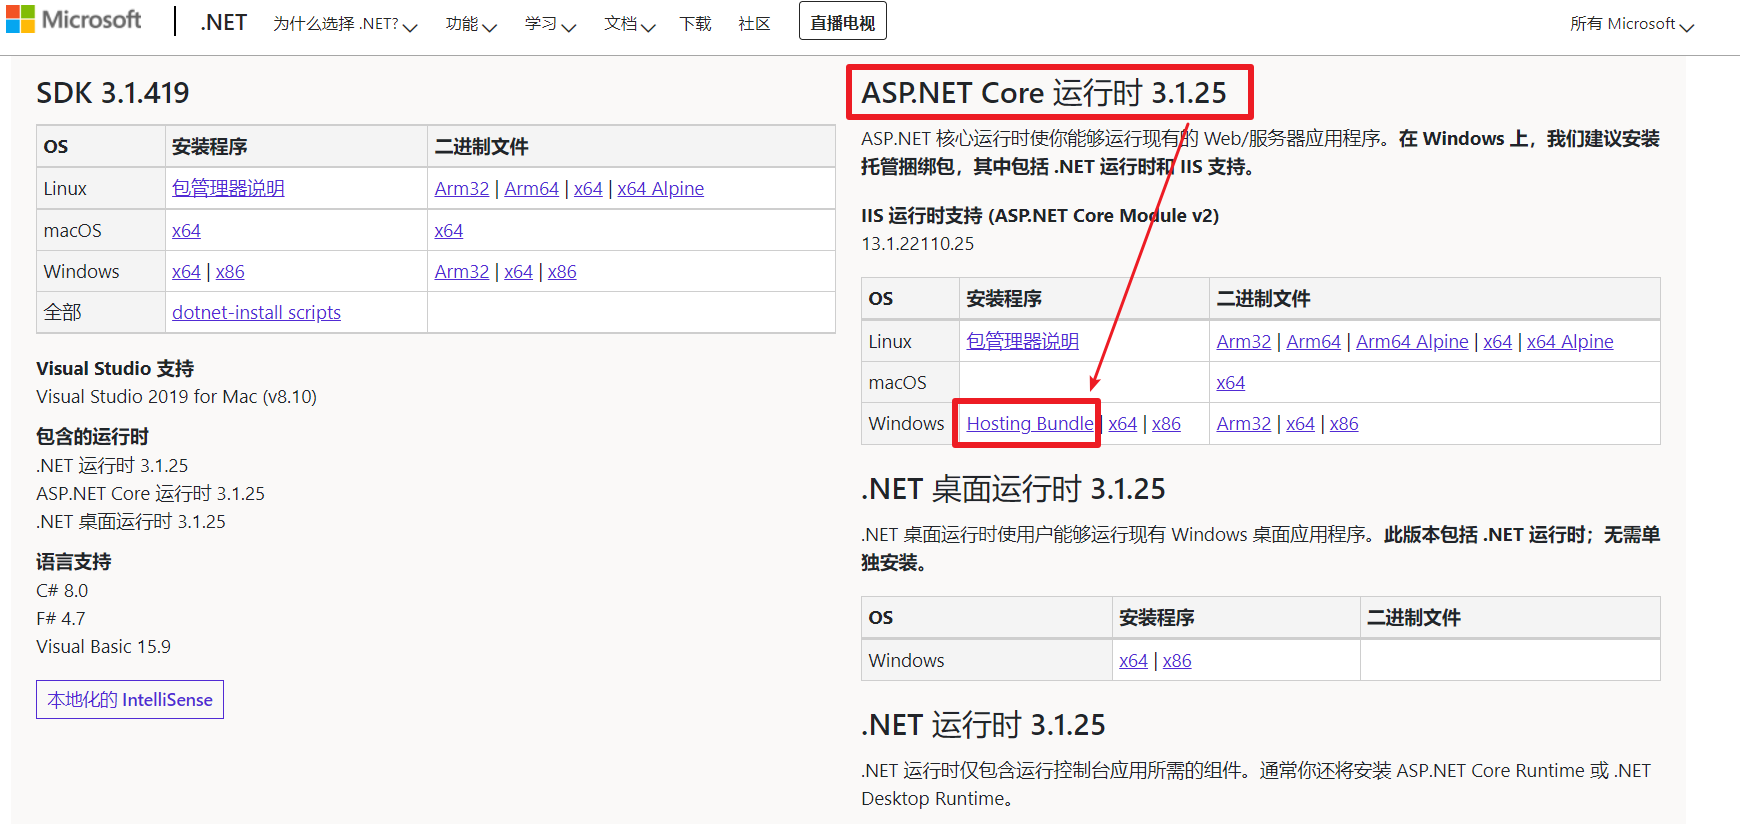 Microsoft | .NET 为什么选择 .NET? 功能 学习 文档 下载 社区 直播电视 所有 Microsoft
SDK 3.1.419
OS 安装程序 二进制文件
Linux 包管理器说明 Arm32 | Arm64 | x64 | x64 Alpine
macOS x64 x64
Windows x64 | x86 Arm32 | x64 | x86
全部 dotnet-install scripts
Visual Studio 支持
Visual Studio 2019 for Mac (v8.10)
包含的运行时
.NET 运行时 3.1.25
ASP.NET Core 运行时 3.1.25
.NET 桌面运行时 3.1.25
语言支持
C# 8.0
F# 4.7
Visual Basic 15.9
本地化的 IntelliSense
ASP.NET Core 运行时 3.1.25
ASP.NET 核心运行时使你能够运行现有的 Web/服务器应用程序。在 Windows 上，我们建议安装
托管捆绑包，其中包括 .NET 运行时和 IIS 支持。
IIS 运行时支持 (ASP.NET Core Module v2)
13.1.22110.25
OS 安装程序 二进制文件
Linux 包管理器说明 Arm32 | Arm64 | Arm64 Alpine | x64 | x64 Alpine
macOS x64
Windows Hosting Bundle | x64 | x86 Arm32 | x64 | x86
.NET 桌面运行时 3.1.25
.NET 桌面运行时使用户能够运行现有 Windows 桌面应用程序。此版本包括 .NET 运行时；无需单
独安装。
OS 安装程序 二进制文件
Windows x64 | x86
.NET 运行时 3.1.25
.NET 运行时仅包含运行控制台应用所需的组件。通常你还将安装 ASP.NET Core Runtime 或 .NET
Desktop Runtime。